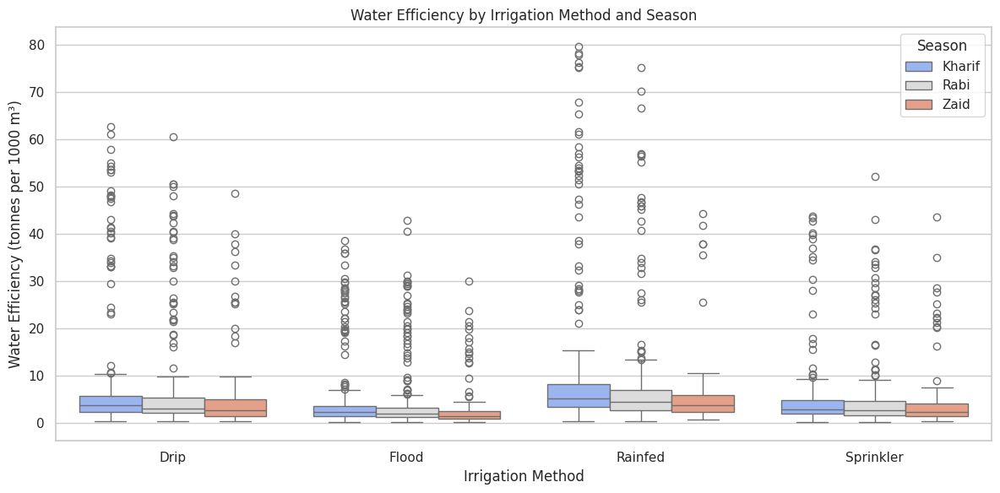 Water Efficiency by Irrigation Method and Season
Water Efficiency (tonnes per 1000 m³)
80
70
60
50
40
30
20
10
0
Season
Kharif
Rabi
Zaid
Drip
Flood
Rainfed
Sprinkler
Irrigation Method